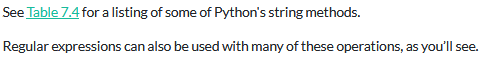 See Table 7.4 for a listing of some of Python's string methods.
Regular expressions can also be used with many of these operations, as you'll see.